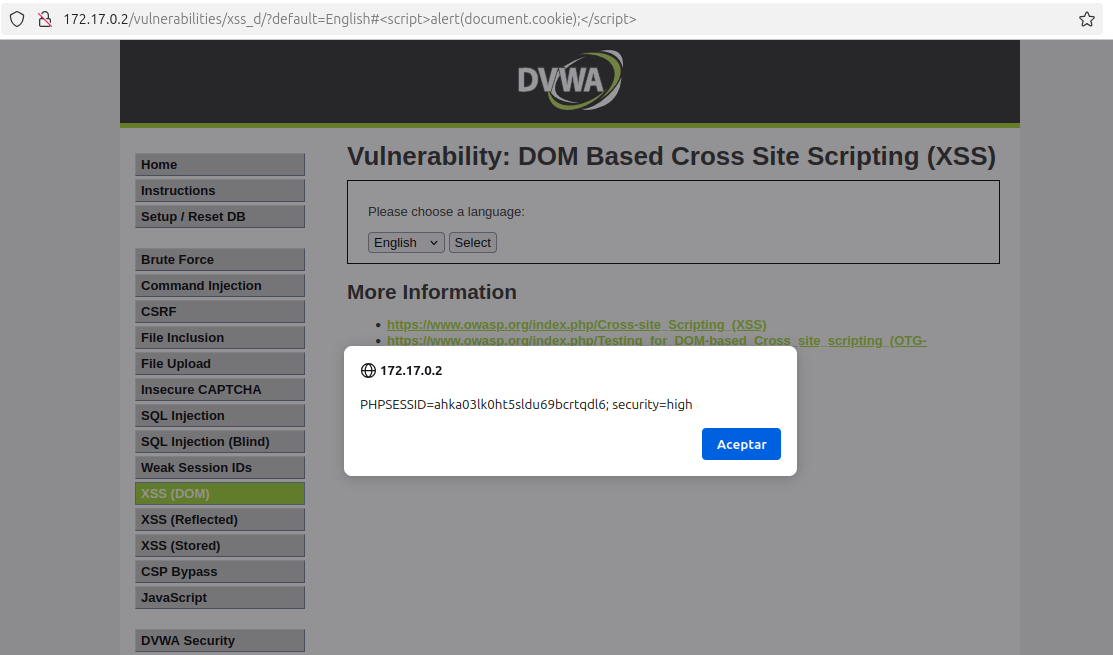 172.17.0.2/vulnerabilities/xss_d/?default=English#<script>alert(document.cookie);</script>
DVWA
Home
Instructions
Setup / Reset DB
Brute Force
Command Injection
CSRF
File Inclusion
File Upload
Insecure CAPTCHA
SQL Injection
SQL Injection (Blind)
Weak Session IDs
XSS (DOM)
XSS (Reflected)
XSS (Stored)
CSP Bypass
JavaScript
DVWA Security
Vulnerability: DOM Based Cross Site Scripting (XSS)
Please choose a language:
English
Select
More Information
https://www.owasp.org/index.php/Cross-site_Scripting_(XSS)
https://www.owasp.org/index.php/Testing_for_DOM-based_Cross_site_scripting_(OTG-
172.17.0.2
PHPSESSID=ahka03lk0ht5sldu69bcrtqdl6; security=high
Aceptar